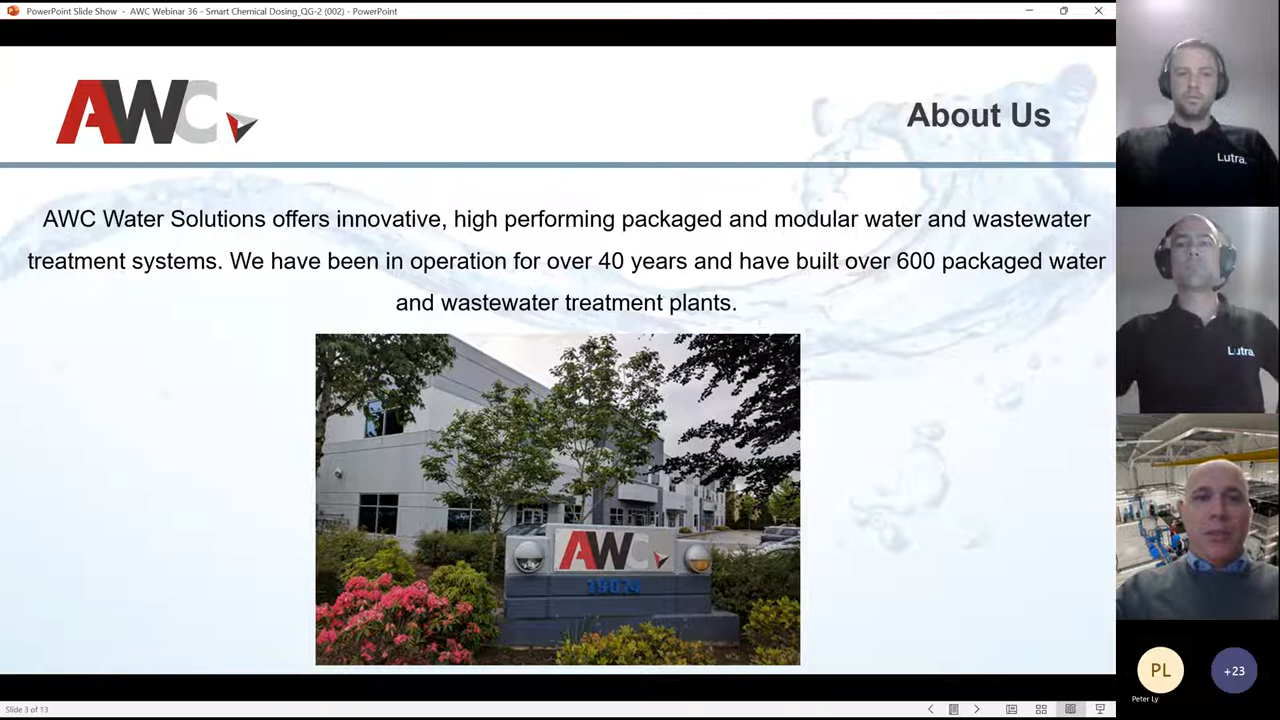 PowerPoint Slide Show - AWC Webinar 36 - Smart Chemical Dosing_QG-2 (002) - PowerPoint
AWC
About Us
AWC Water Solutions offers innovative, high performing packaged and modular water and wastewater
treatment systems. We have been in operation for over 40 years and have built over 600 packaged water
and wastewater treatment plants.
AWC
Lutra.
Lutra.
PL
+23
Peter Ly
Slide 3 of 13